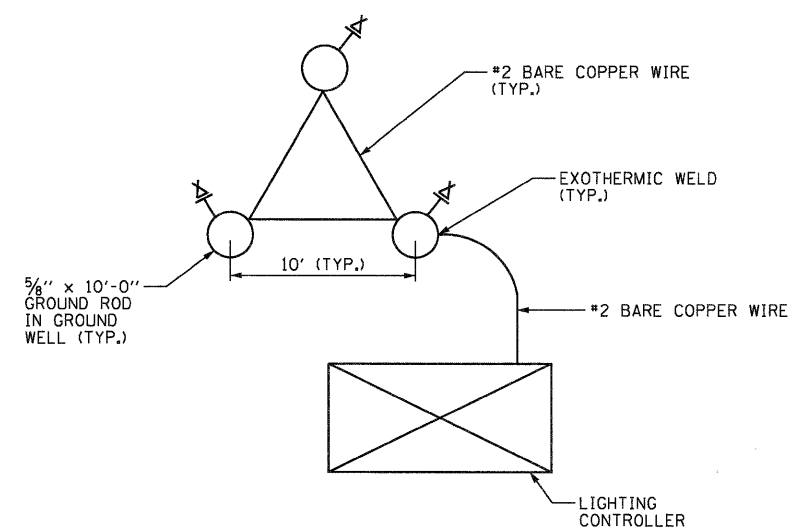 #2 BARE COPPER WIRE
(TYP.)
EXOTHERMIC WELD
(TYP.)
10' (TYP.)
5/8" x 10'-0"
GROUND ROD
IN GROUND
WELL (TYP.)
#2 BARE COPPER WIRE
LIGHTING
CONTROLLER